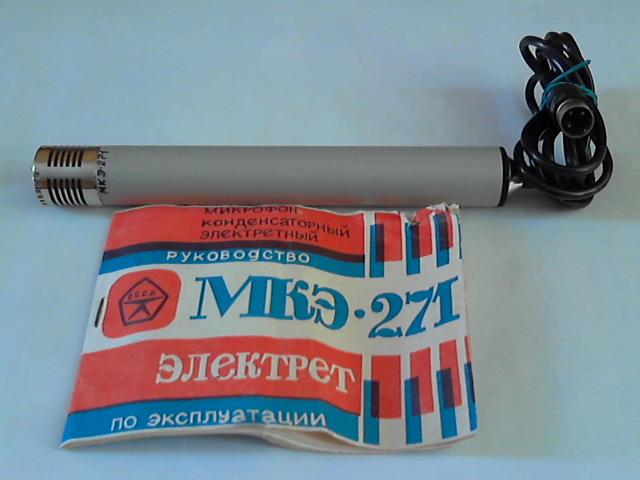 МКЭ-271
МИКРОФОН
КОНДЕНСАТОРНЫЙ
ЭЛЕКТРЕТНЫЙ
РУКОВОДСТВО
СССР
МКЭ·271
ЭЛЕКТРЕТ
ПО ЭКСПЛУАТАЦИИ